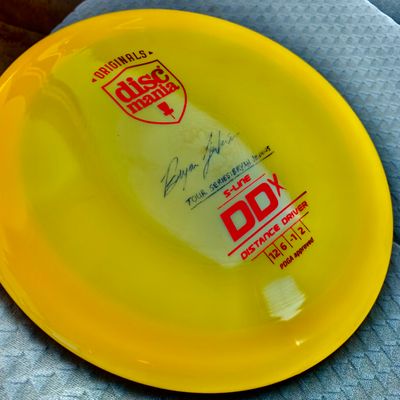 ORIGINALS
disc
mania
TOUR SERIES:
S-LINE
DDx
DISTANCE DRIVER
12 | 6 | -1 | 2
PDGA approved